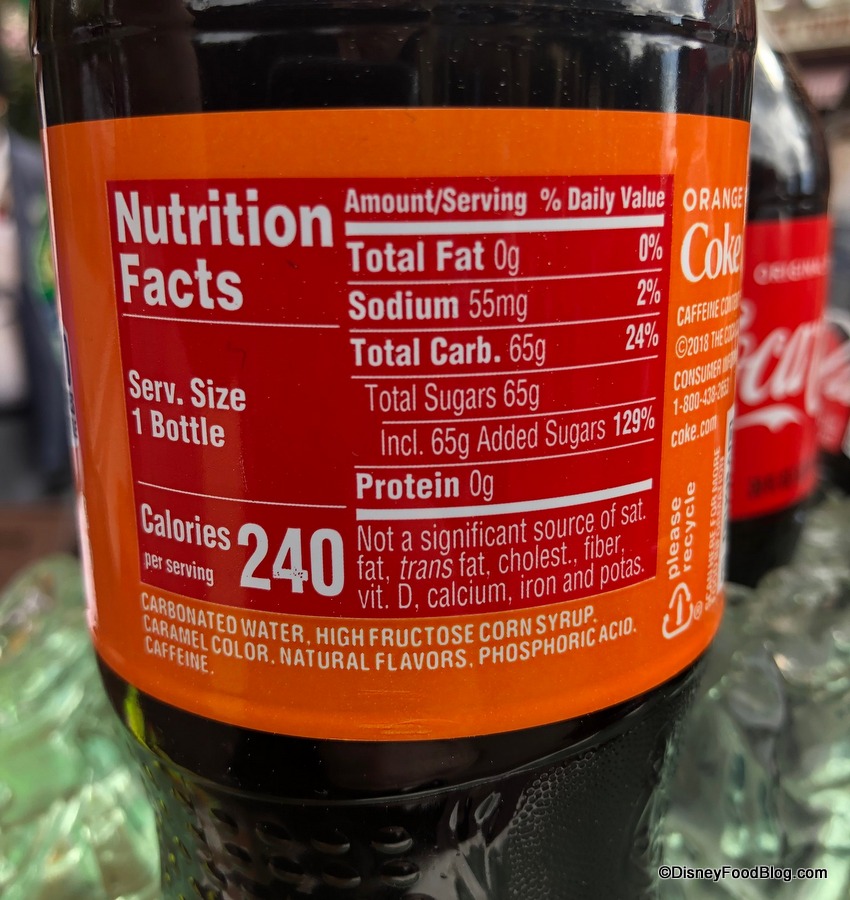 Nutrition
Facts
Serv. Size
1 Bottle
Calories
per serving
240
Amount/Serving % Daily Value
Total Fat 0g 0%
Sodium 55mg 2%
Total Carb. 65g 24%
Total Sugars 65g
Incl. 65g Added Sugars 129%
Protein 0g
Not a significant source of sat.
fat, trans fat, cholest., fiber,
vit. D, calcium, iron and potas.
CARBONATED WATER, HIGH FRUCTOSE CORN SYRUP,
CARAMEL COLOR, NATURAL FLAVORS, PHOSPHORIC ACID,
CAFFEINE.
ORANGE
Coke
CAFFEINE
©2018 THE
CONSUMER
1-800-438-2653
coke.com
please
recycle
®
©DisneyFoodBlog.com